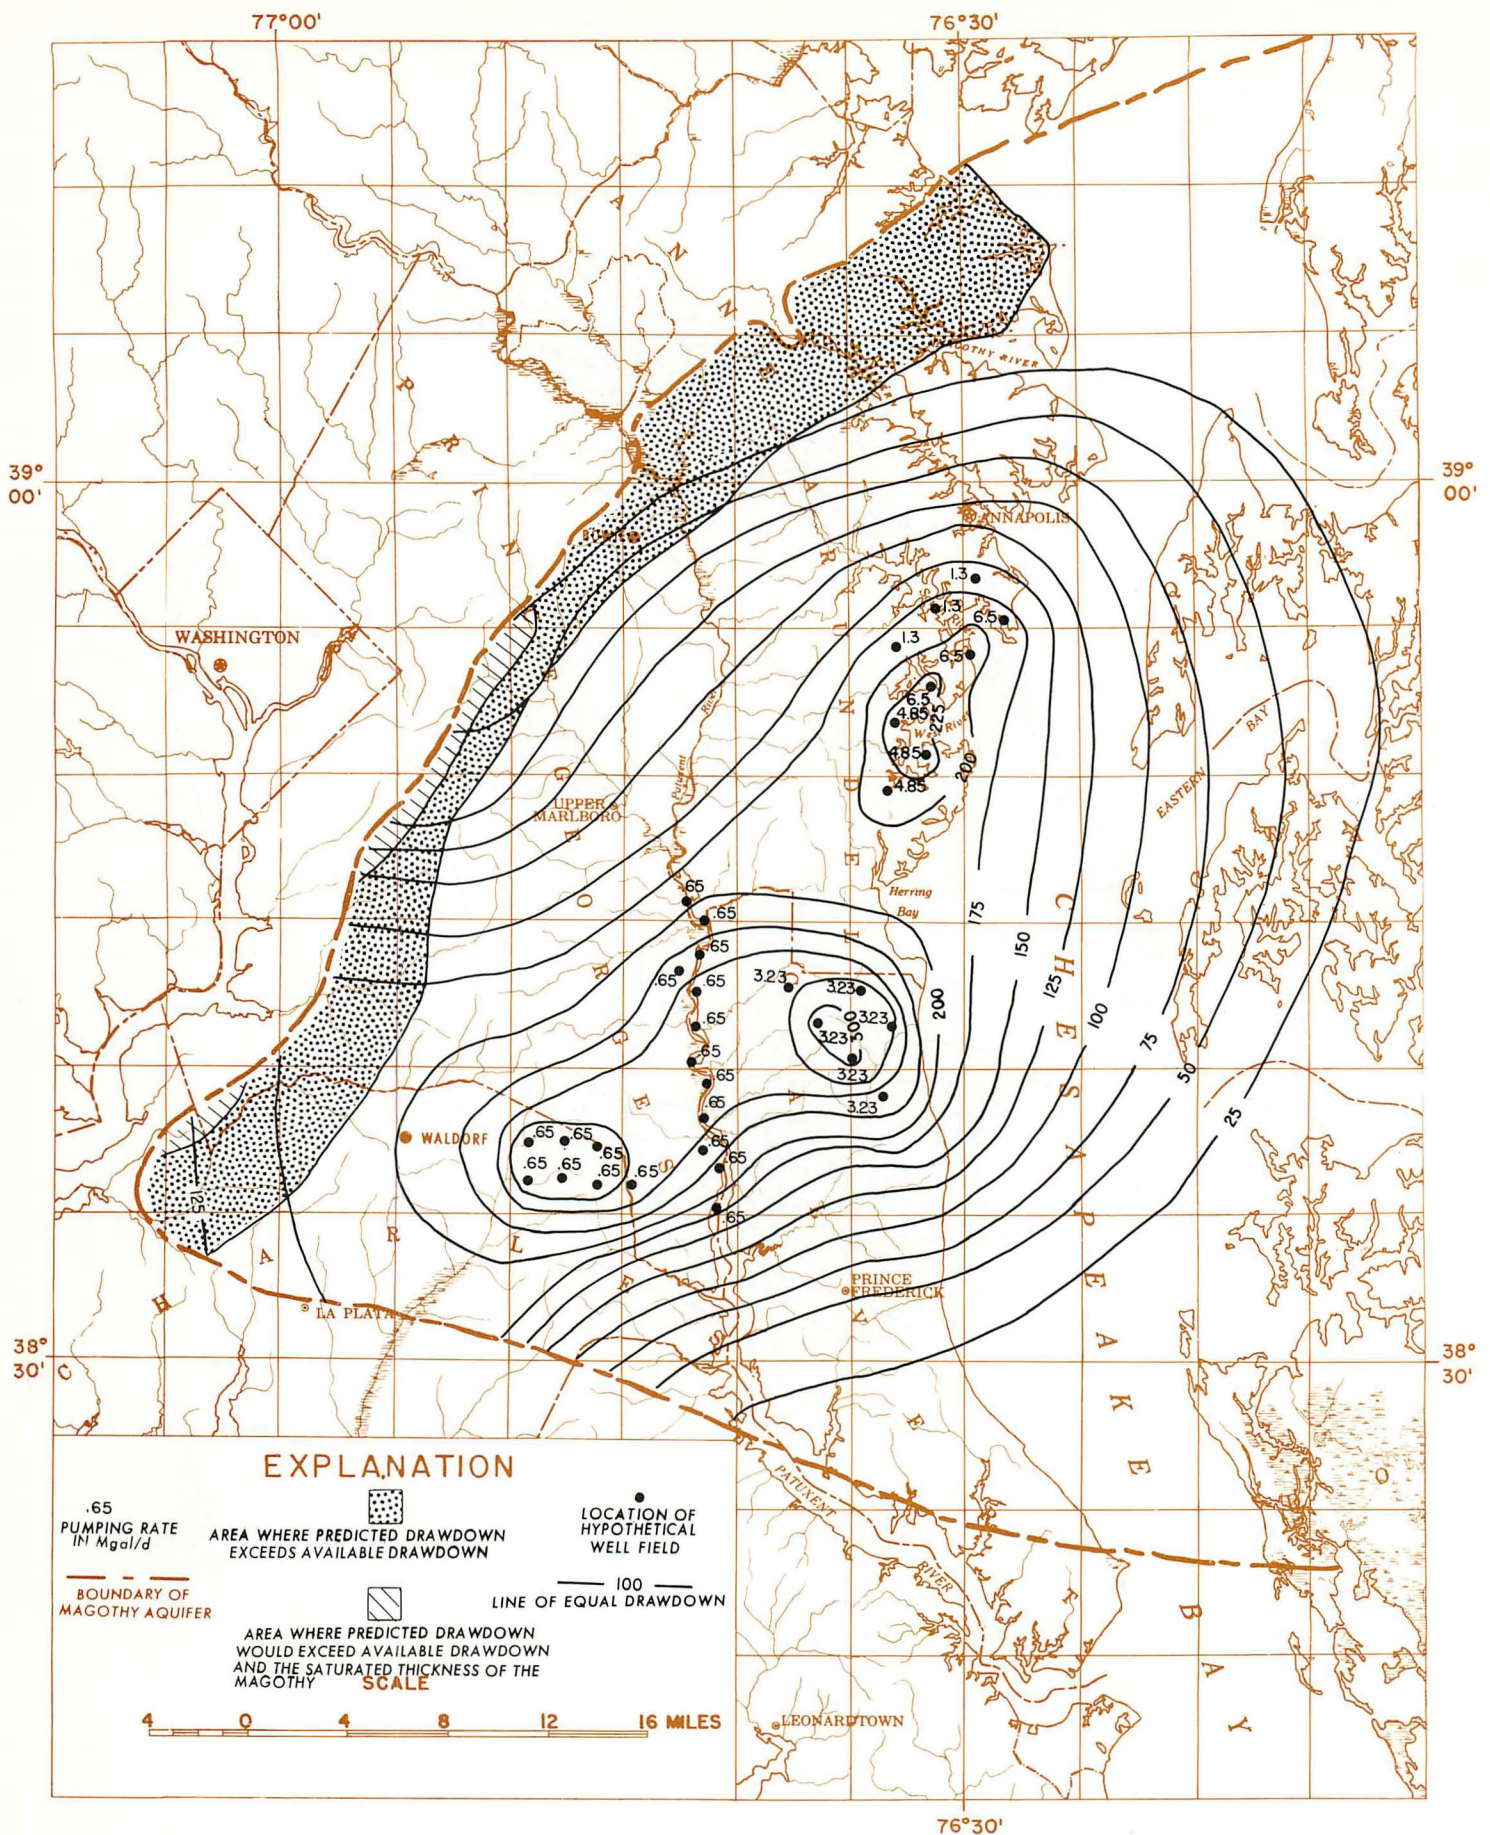 77°00'
76°30'
39°
00'
39°
00'
A
N
N
E
P
R
I
N
C
E
MAGOTHY RIVER
A
R
U
N
D
E
L
BOWIE
ANNAPOLIS
WASHINGTON
1.3
1.3
6.5
1.3
6.5
6.5
4.85
225
West River
4.85
200
4.85
River
Patuxent
G
E
O
R
G
E
S
UPPER
MARLBORO
EASTERN
BAY
Herring
Bay
.65
.65
.65
.65
.65
.65
.65
.65
.65
.65
.65
.65
3.23
3.23
3.23
3.23
300
3.23
3.23
200
175
150
125
100
75
50
25
WALDORF
.65
.65
.65
.65
.65
.65
.65
25
C
H
A
R
L
E
S
C
A
L
V
E
R
T
LA PLATA
PRINCE
FREDERICK
C
H
E
S
A
P
E
A
K
E
B
A
Y
38°
30'
38°
30'
PATUXENT
RIVER
LEONARDTOWN
EXPLANATION
.65
PUMPING RATE
IN Mgal/d
AREA WHERE PREDICTED DRAWDOWN
EXCEEDS AVAILABLE DRAWDOWN
LOCATION OF
HYPOTHETICAL
WELL FIELD
BOUNDARY OF
MAGOTHY AQUIFER
100
LINE OF EQUAL DRAWDOWN
AREA WHERE PREDICTED DRAWDOWN
WOULD EXCEED AVAILABLE DRAWDOWN
AND THE SATURATED THICKNESS OF THE
MAGOTHY
SCALE
4 0 4 8 12 16 MILES
76°30'